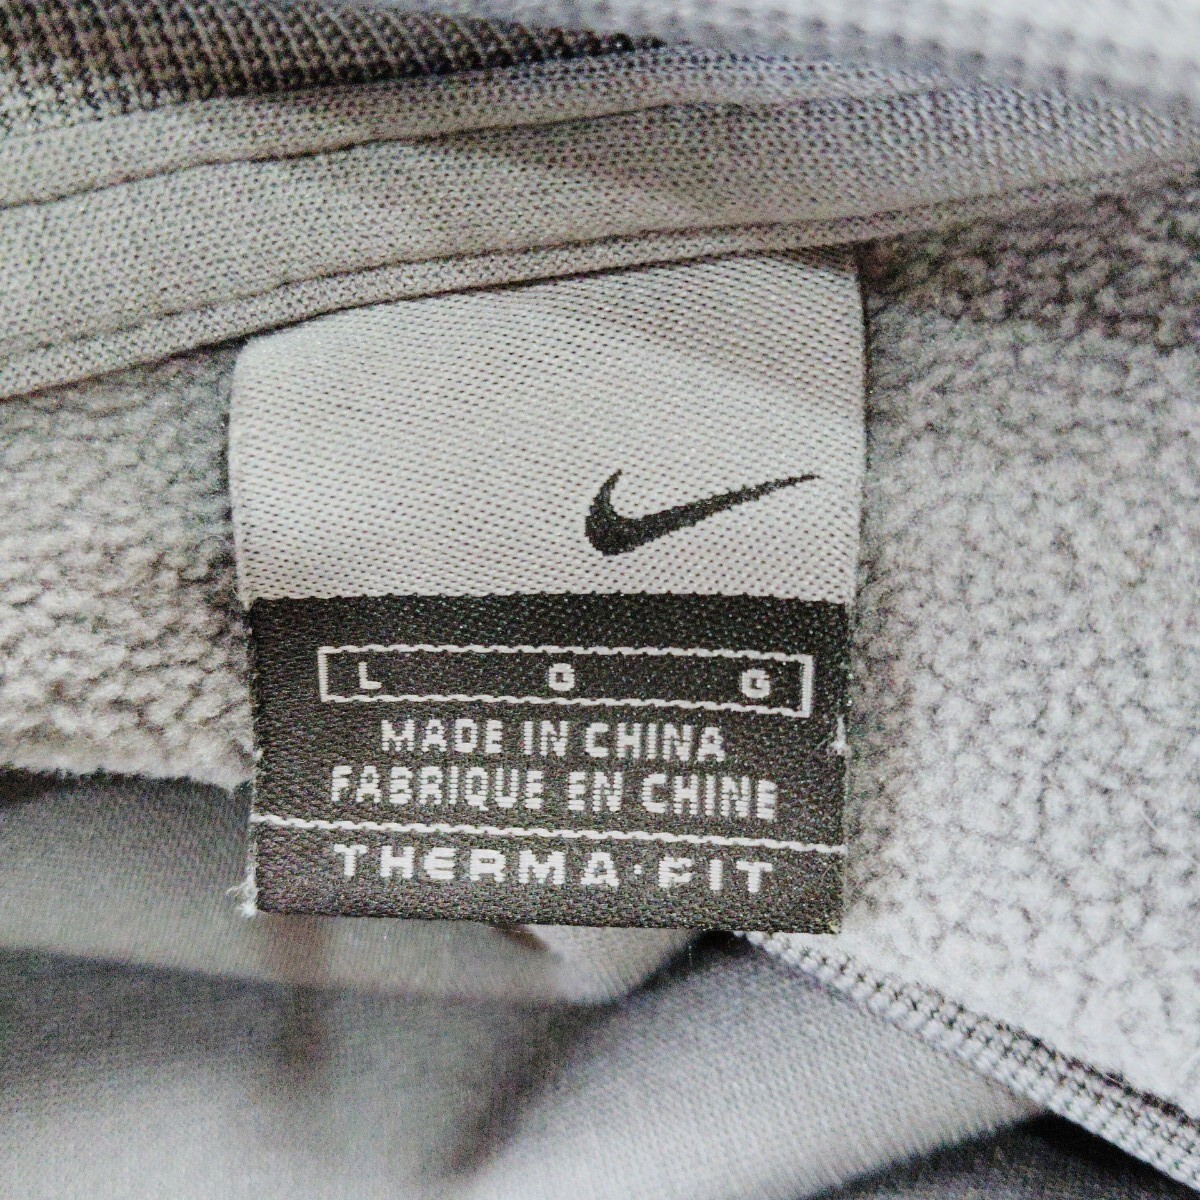 L G G
MADE IN CHINA
FABRIQUE EN CHINE
THERMA·FIT